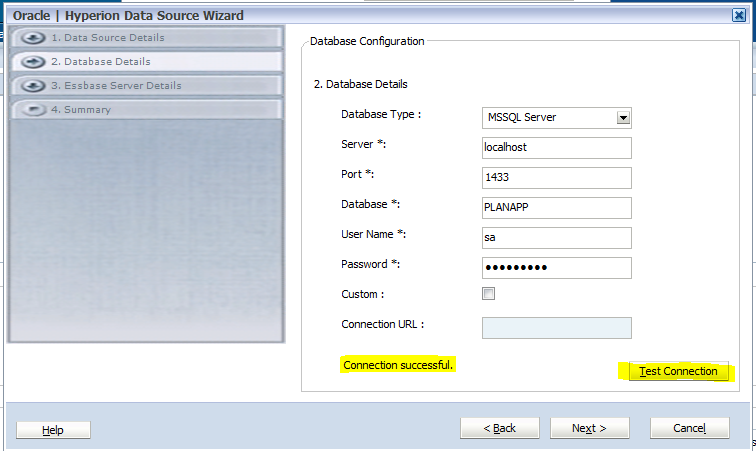 Oracle | Hyperion Data Source Wizard
1. Data Source Details
2. Database Details
3. Essbase Server Details
4. Summary
Database Configuration
2. Database Details
Database Type :
MSSQL Server
Server *:
localhost
Port *:
1433
Database *:
PLANAPP
User Name *:
sa
Password *:
●●●●●●●●●
Custom :
Connection URL :
Connection successful.
Test Connection
Help
< Back
Next >
Cancel